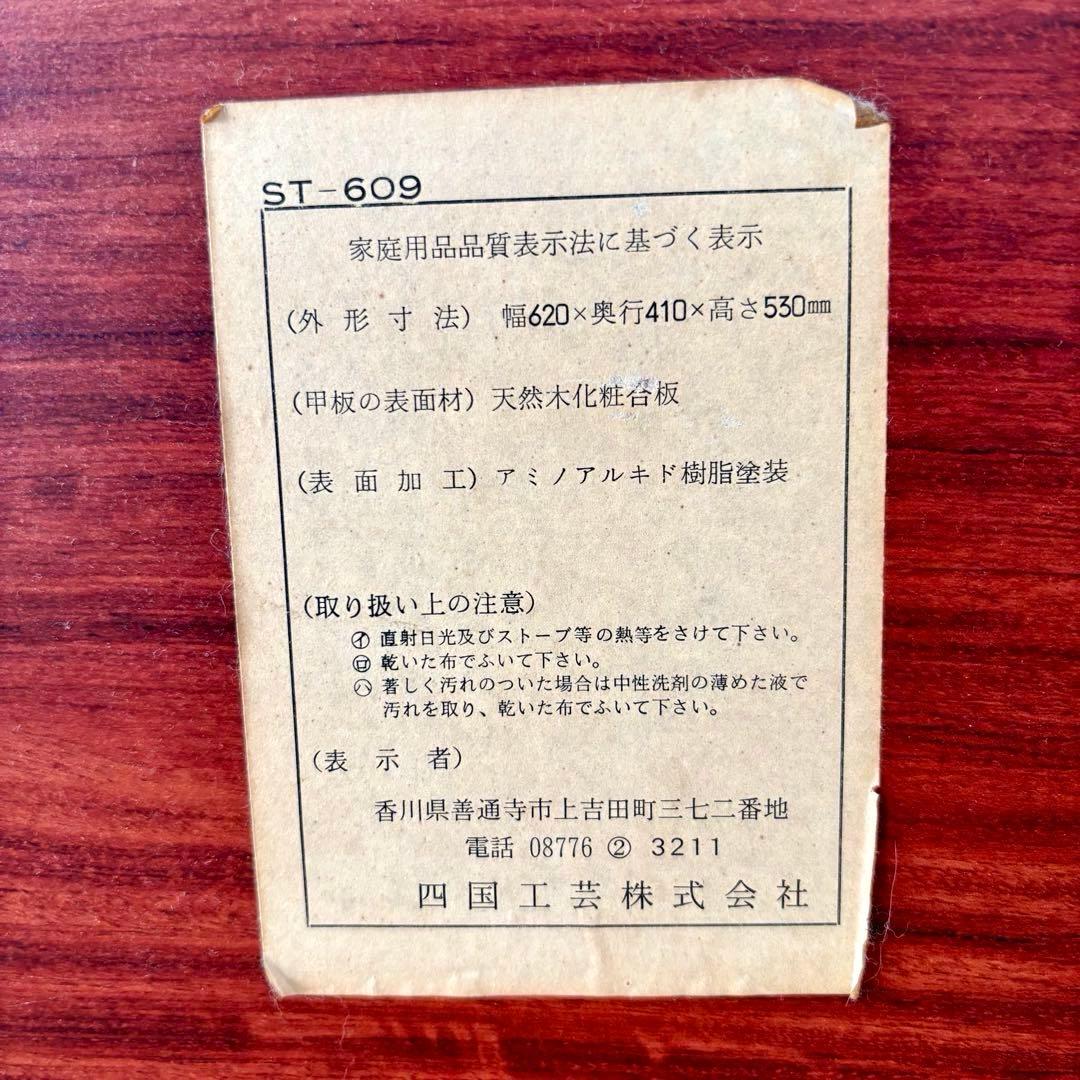 ST-609
家庭用品品質表示法に基づく表示
(外形寸法) 幅620×奥行410×高さ530㎜
(甲板の表面材) 天然木化粧合板
(表面加工) アミノアルキド樹脂塗装
(取り扱い上の注意)
㋑ 直射日光及びストーブ等の熱等をさけて下さい。
㋺ 乾いた布でふいて下さい。
㋩ 著しく汚れのついた場合は中性洗剤の薄めた液で
汚れを取り、乾いた布でふいて下さい。
(表示者)
香川県善通寺市上吉田町三七二番地
電話 08776 ② 3211
四国工芸株式会社